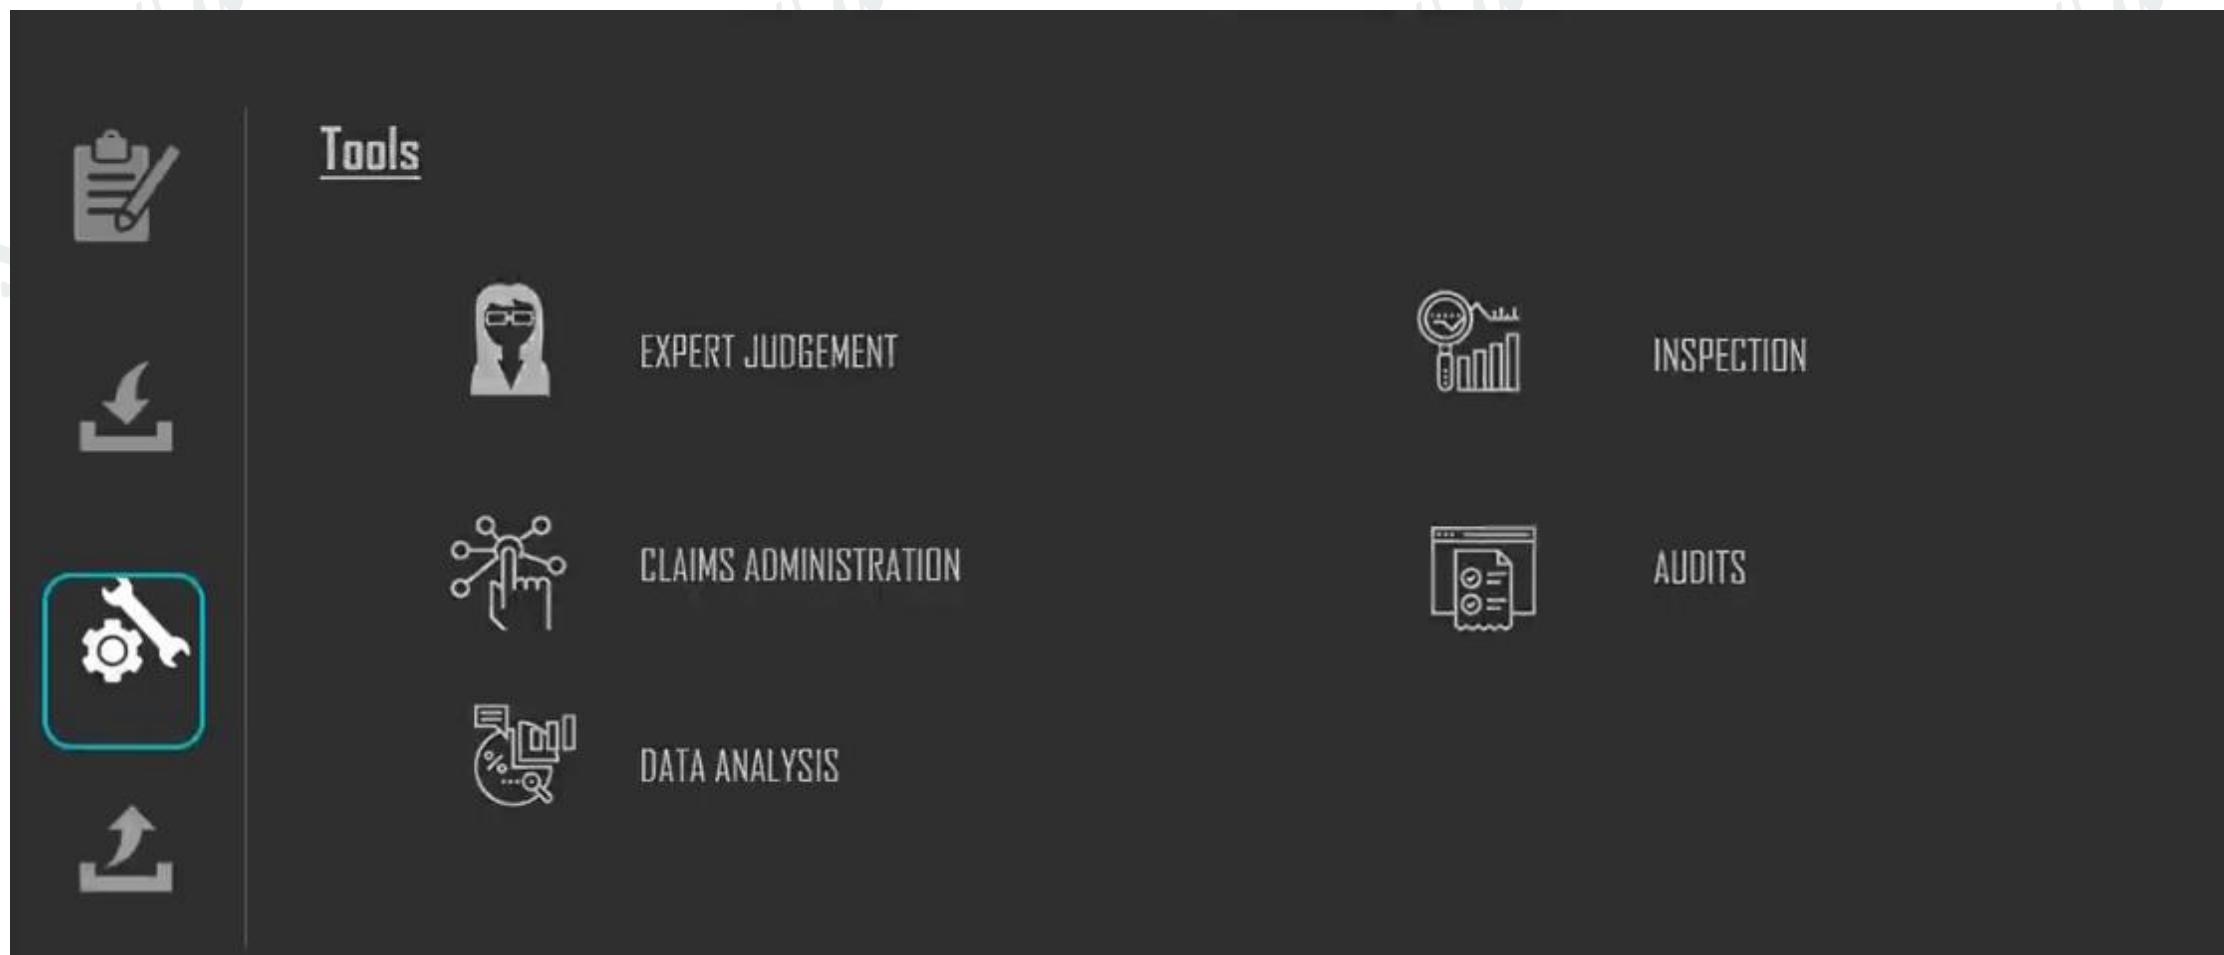 Tools
EXPERT JUDGEMENT
INSPECTION
CLAIMS ADMINISTRATION
AUDITS
DATA ANALYSIS